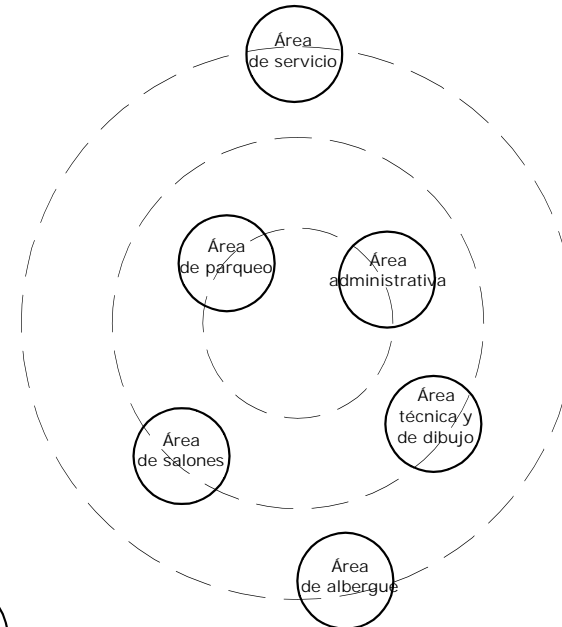 Área
de servicio
Área
de parqueo
Área
administrativa
Área
técnica y
de dibujo
Área
de salones
Área
de albergue